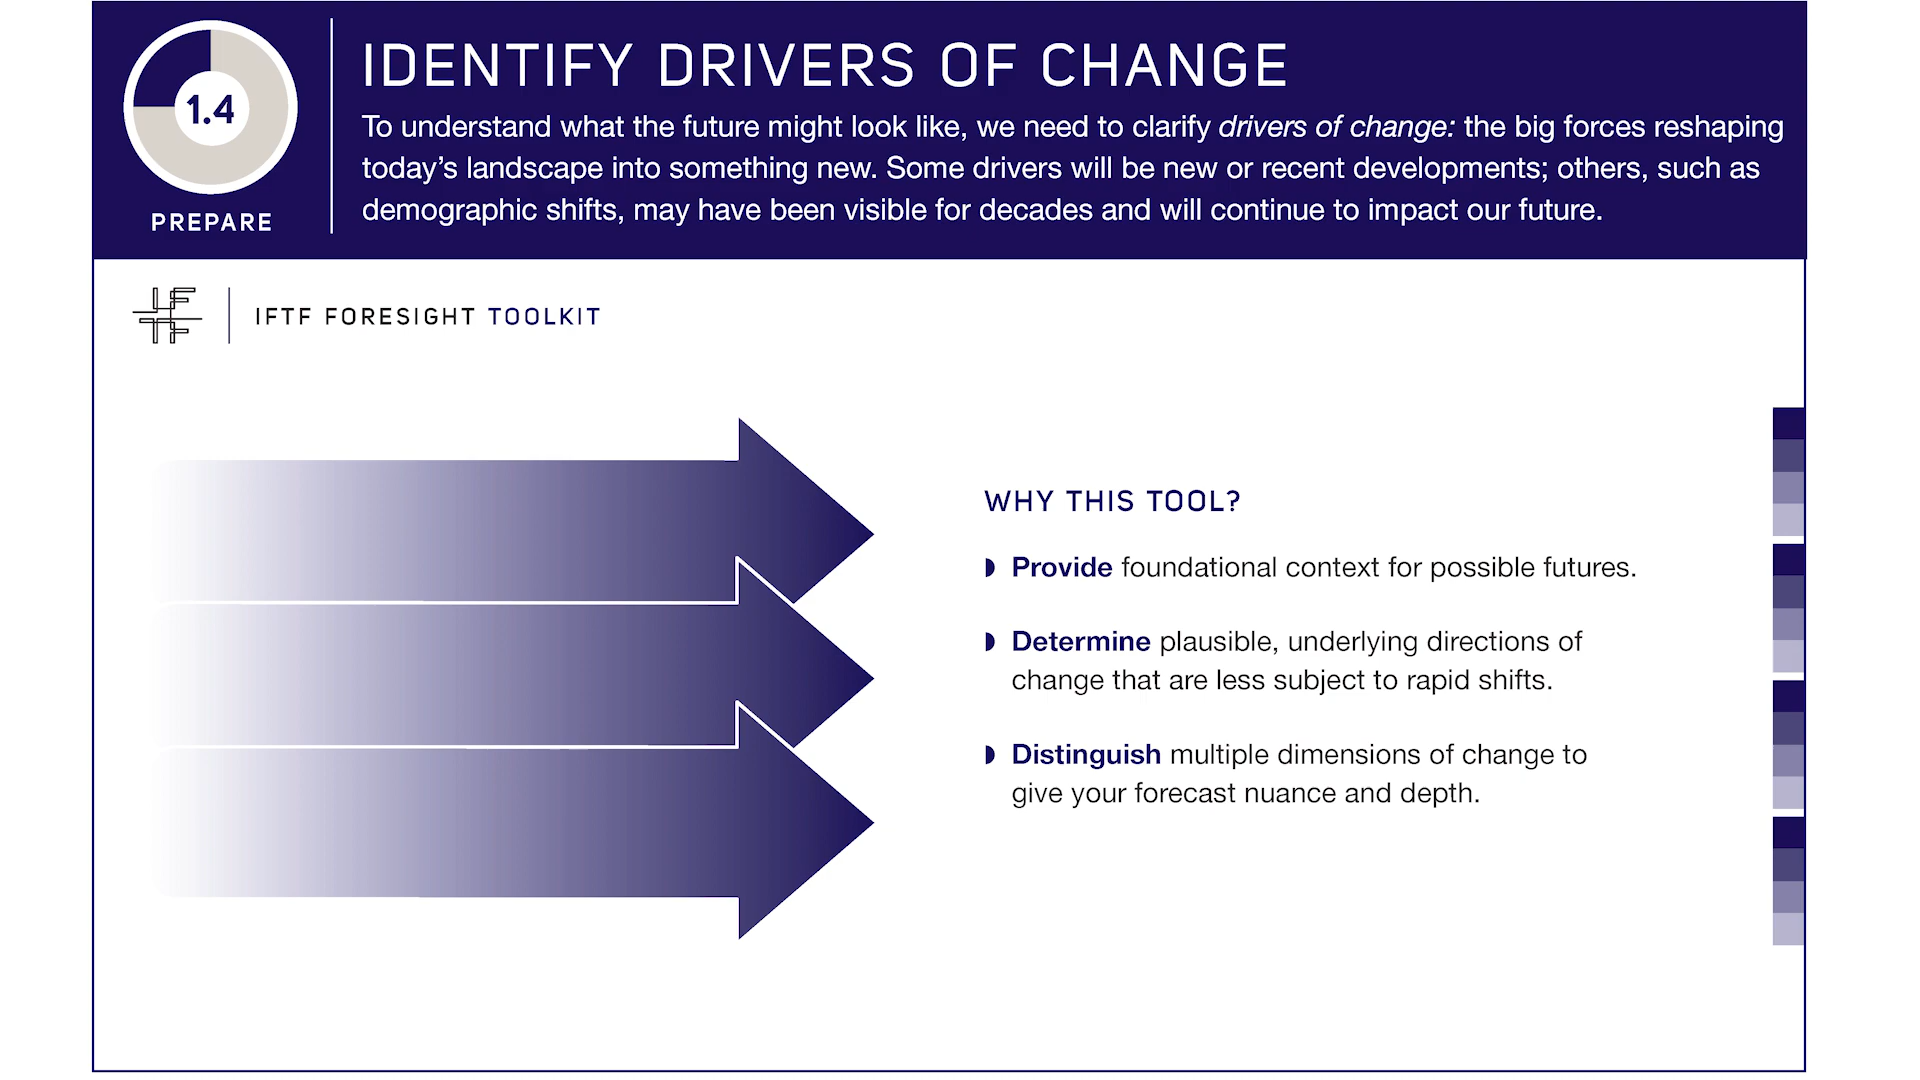 1.4
PREPARE
IDENTIFY DRIVERS OF CHANGE
To understand what the future might look like, we need to clarify drivers of change: the big forces reshaping
today’s landscape into something new. Some drivers will be new or recent developments; others, such as
demographic shifts, may have been visible for decades and will continue to impact our future.
IFTF
IFTF FORESIGHT TOOLKIT
WHY THIS TOOL?
Provide foundational context for possible futures.
Determine plausible, underlying directions of
change that are less subject to rapid shifts.
Distinguish multiple dimensions of change to
give your forecast nuance and depth.